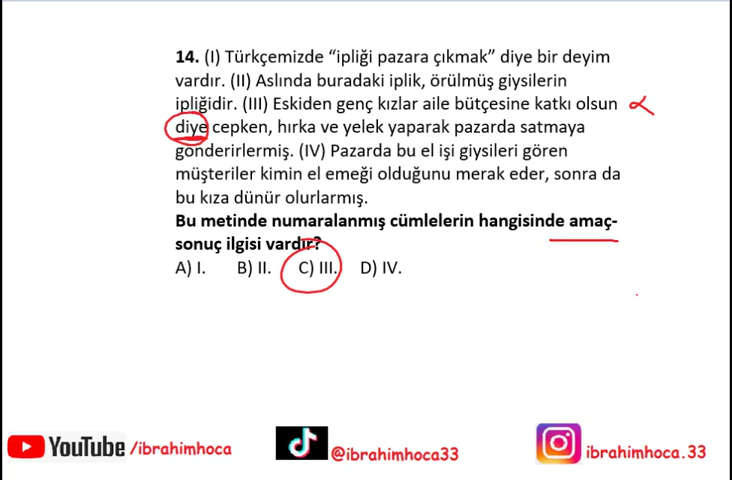 14. (I) Türkçemizde “ipliği pazara çıkmak” diye bir deyim
vardır. (II) Aslında buradaki iplik, örülmüş giysilerin
ipliğidir. (III) Eskiden genç kızlar aile bütçesine katkı olsun
diye cepken, hırka ve yelek yaparak pazarda satmaya
gönderirlermiş. (IV) Pazarda bu el işi giysileri gören
müşteriler kimin el emeği olduğunu merak eder, sonra da
bu kıza dünür olurlarmış.
Bu metinde numaralanmış cümlelerin hangisinde amaç-
sonuç ilgisi vardır?
A) I. B) II. C) III. D) IV.
YouTube /ibrahimhoca @ibrahimhoca33 ibrahimhoca.33